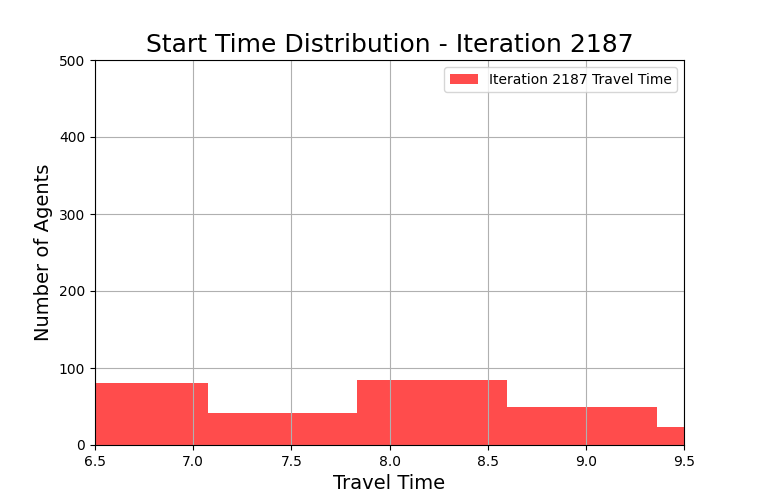 Start Time Distribution - Iteration 2187
Iteration 2187 Travel Time
Number of Agents
500
400
300
200
100
0
6.5 7.0 7.5 8.0 8.5 9.0 9.5
Travel Time